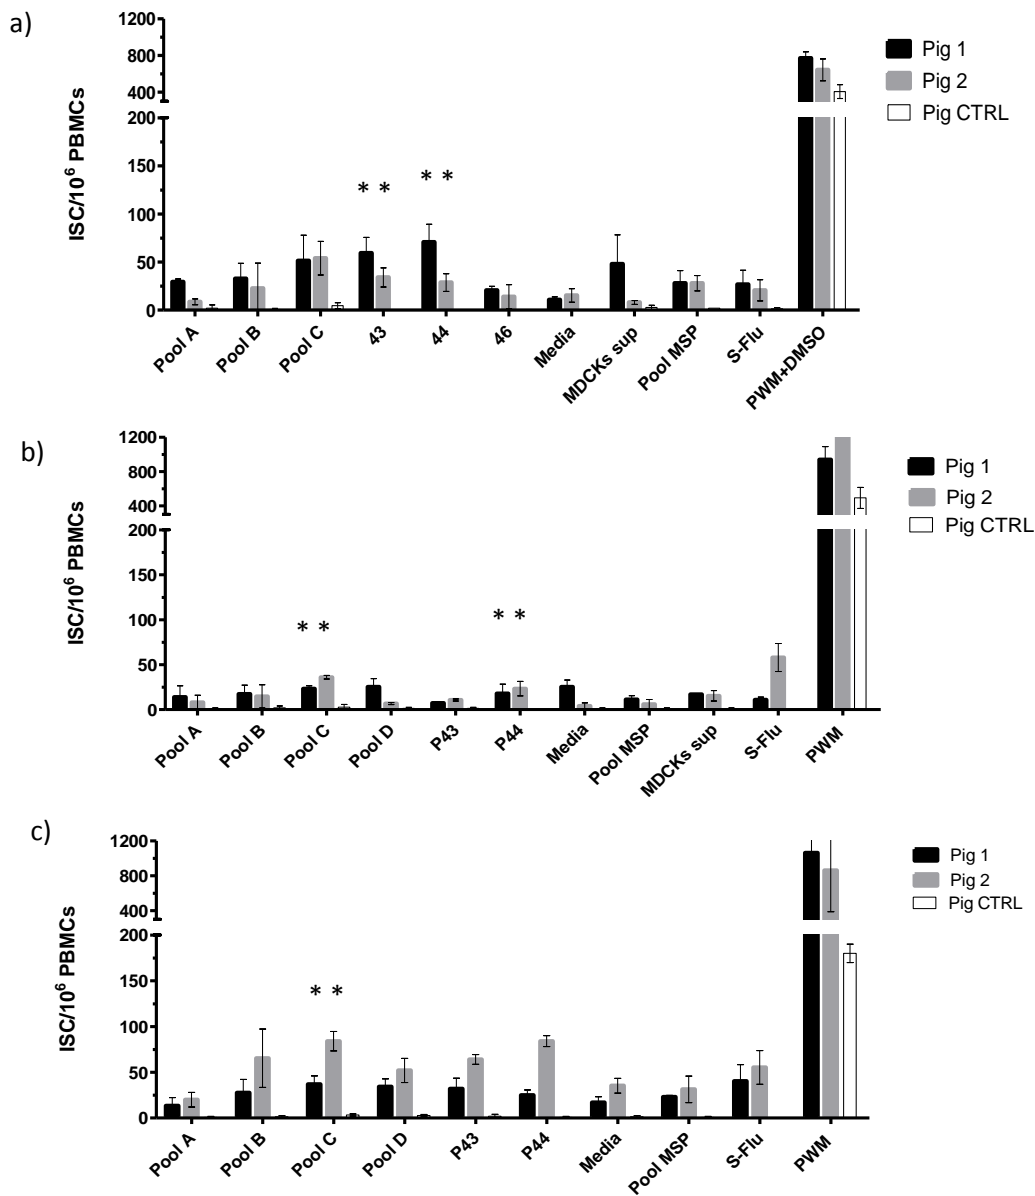 a)
ISC/10⁶ PBMCs
1200
800
400
200
150
100
50
0
* *
* *
Pig 1
Pig 2
Pig CTRL
Pool A
Pool B
Pool C
43
44
46
Media
MDCKs sup
Pool MSP
S-Flu
PWM+DMSO
b)
ISC/10⁶ PBMCs
1200
800
400
200
150
100
50
0
* *
* *
Pig 1
Pig 2
Pig CTRL
Pool A
Pool B
Pool C
Pool D
P43
P44
Media
Pool MSP
MDCKs sup
S-Flu
PWM
c)
ISC/10⁶ PBMCs
1200
800
400
200
150
100
50
0
* *
Pig 1
Pig 2
Pig CTRL
Pool A
Pool B
Pool C
Pool D
P43
P44
Media
Pool MSP
S-Flu
PWM